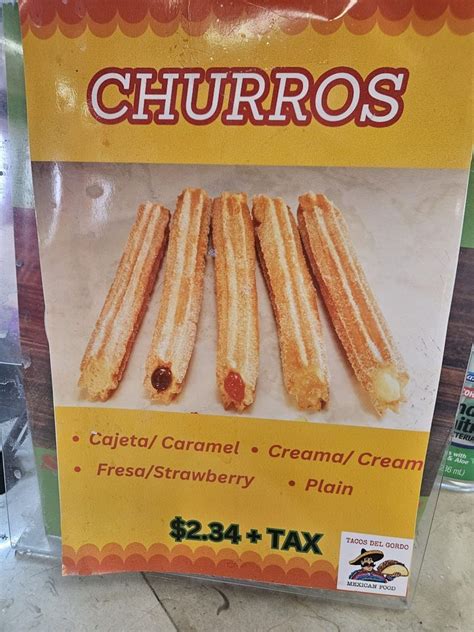 CHURROS
• Cajeta/ Caramel • Creama/ Cream
• Fresa/Strawberry • Plain
$2.34 + TAX
TACOS DEL GORDO
MEXICAN FOOD